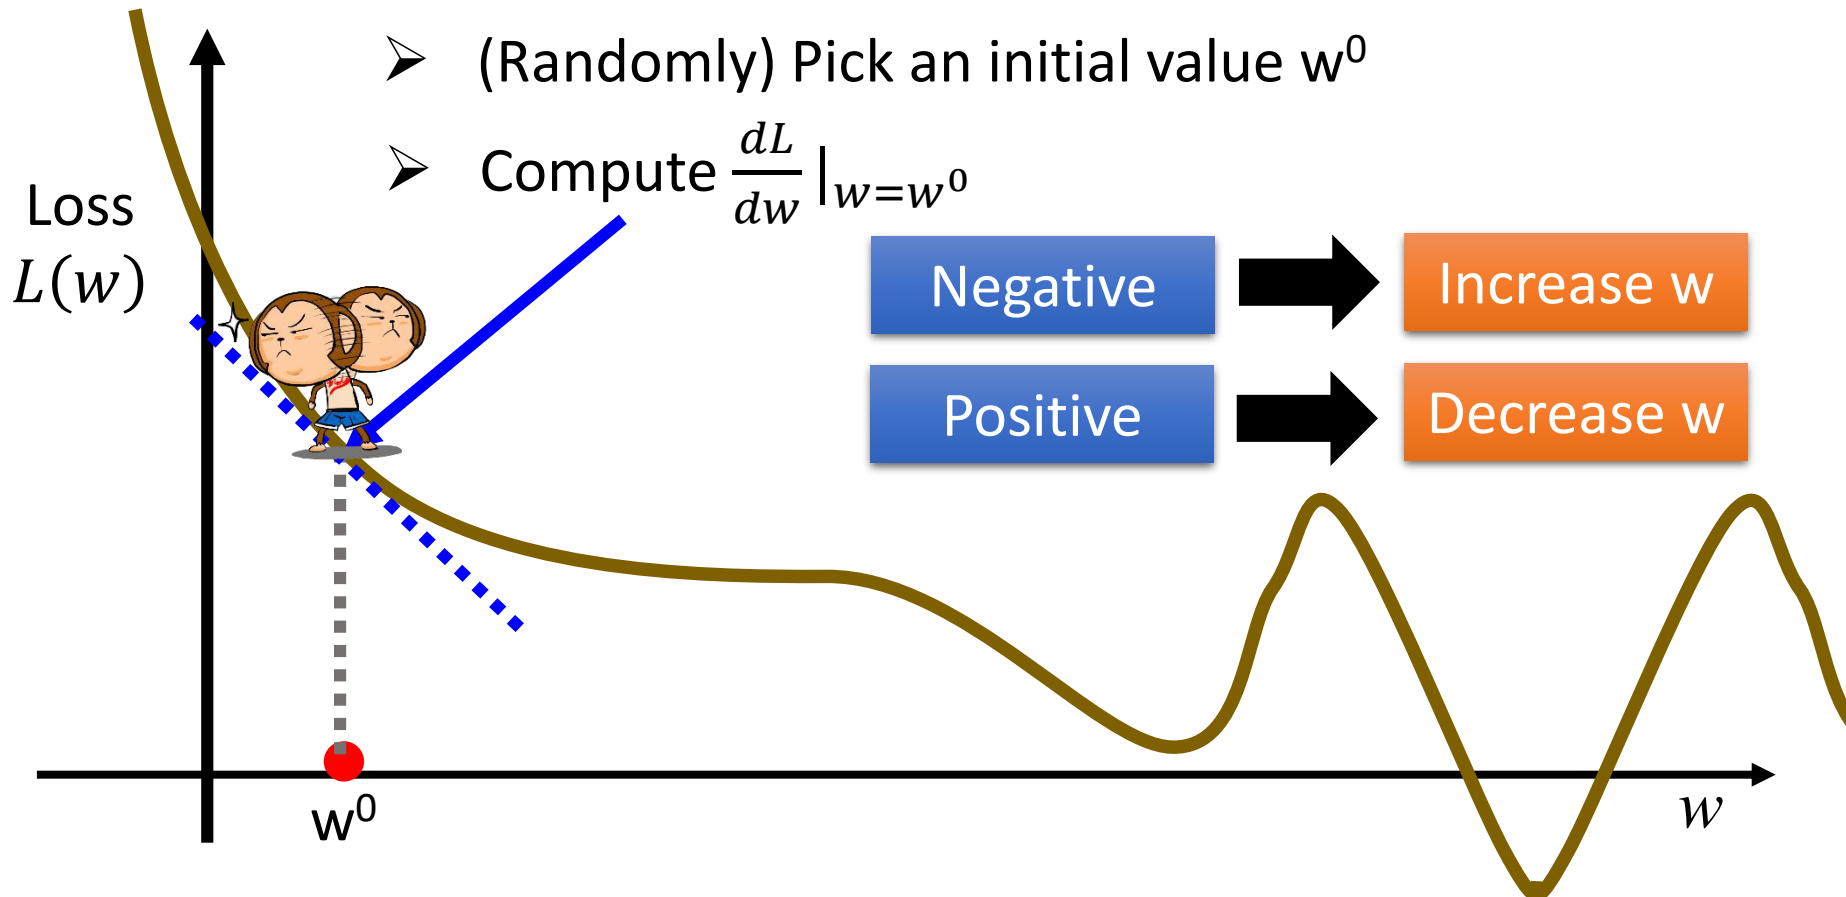 (Randomly) Pick an initial value w⁰
Compute dL/dw |w=w⁰
Loss
L(w)
Negative
Increase w
Positive
Decrease w
w⁰
w